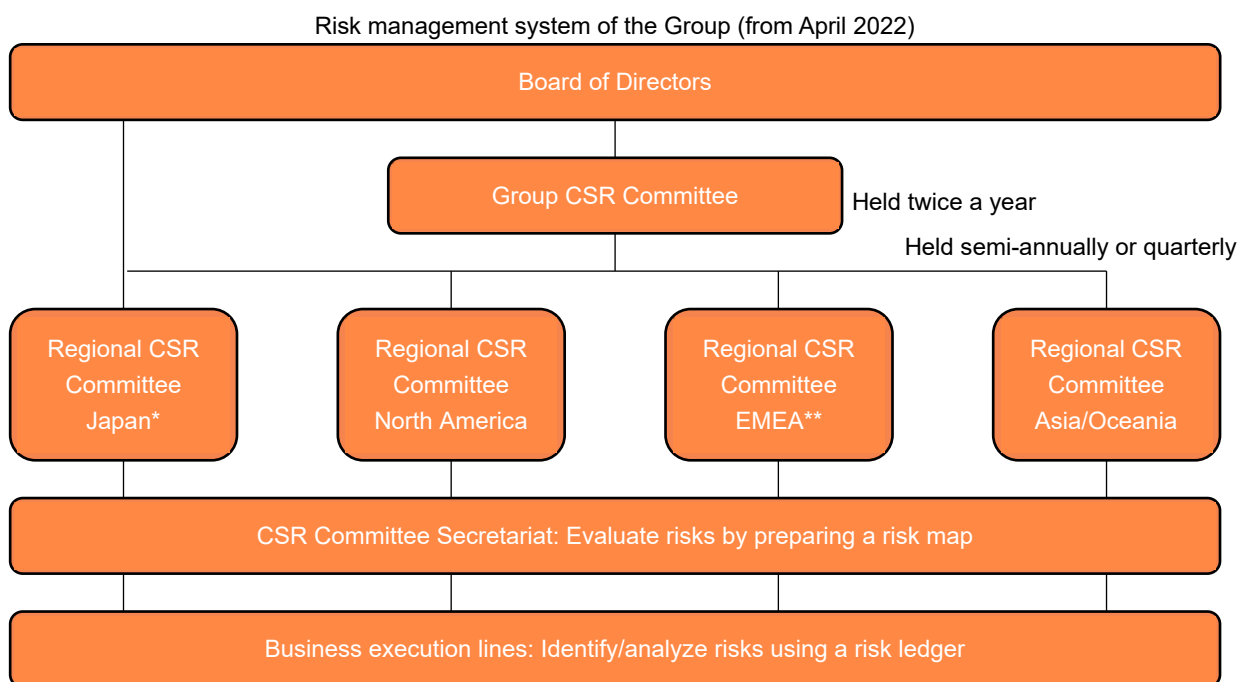 Risk management system of the Group (from April 2022)
Board of Directors
Group CSR Committee
Held twice a year
Held semi-annually or quarterly
Regional CSR
Committee
Japan*
Regional CSR
Committee
North America
Regional CSR
Committee
EMEA**
Regional CSR
Committee
Asia/Oceania
CSR Committee Secretariat: Evaluate risks by preparing a risk map
Business execution lines: Identify/analyze risks using a risk ledger